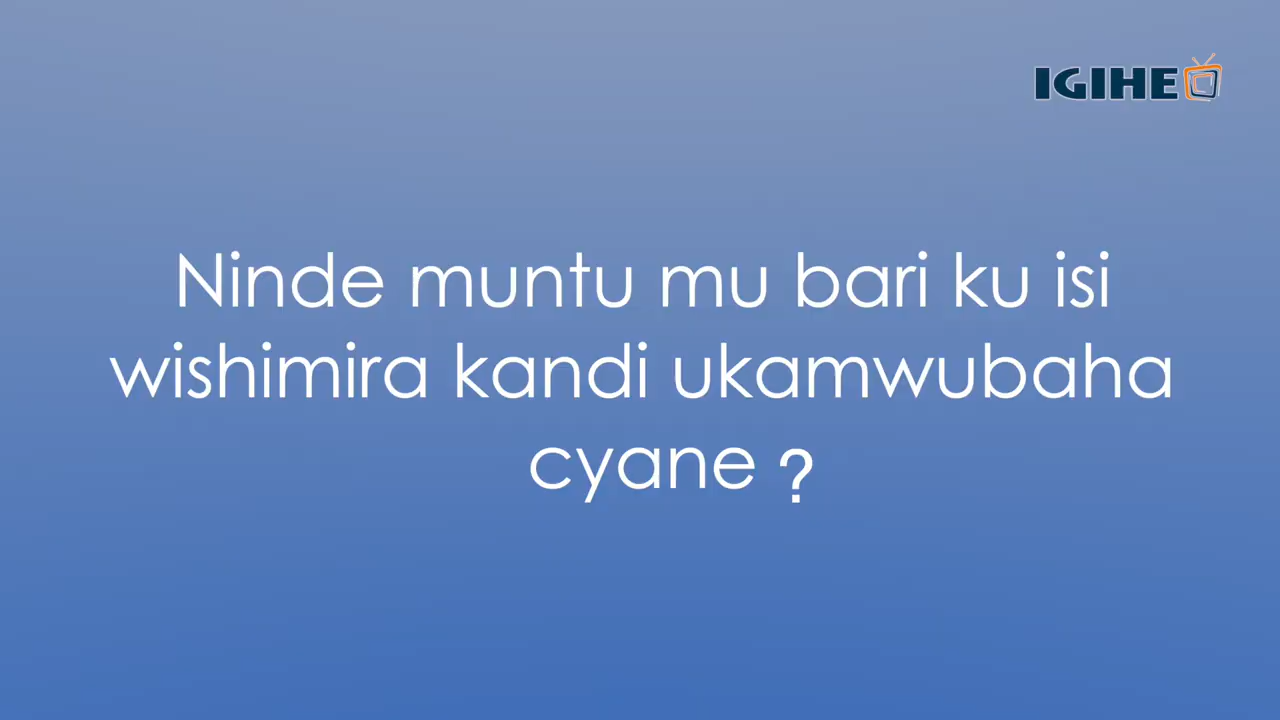 IGIHE
Ninde muntu mu bari ku isi
wishimira kandi ukamwubaha
cyane ?